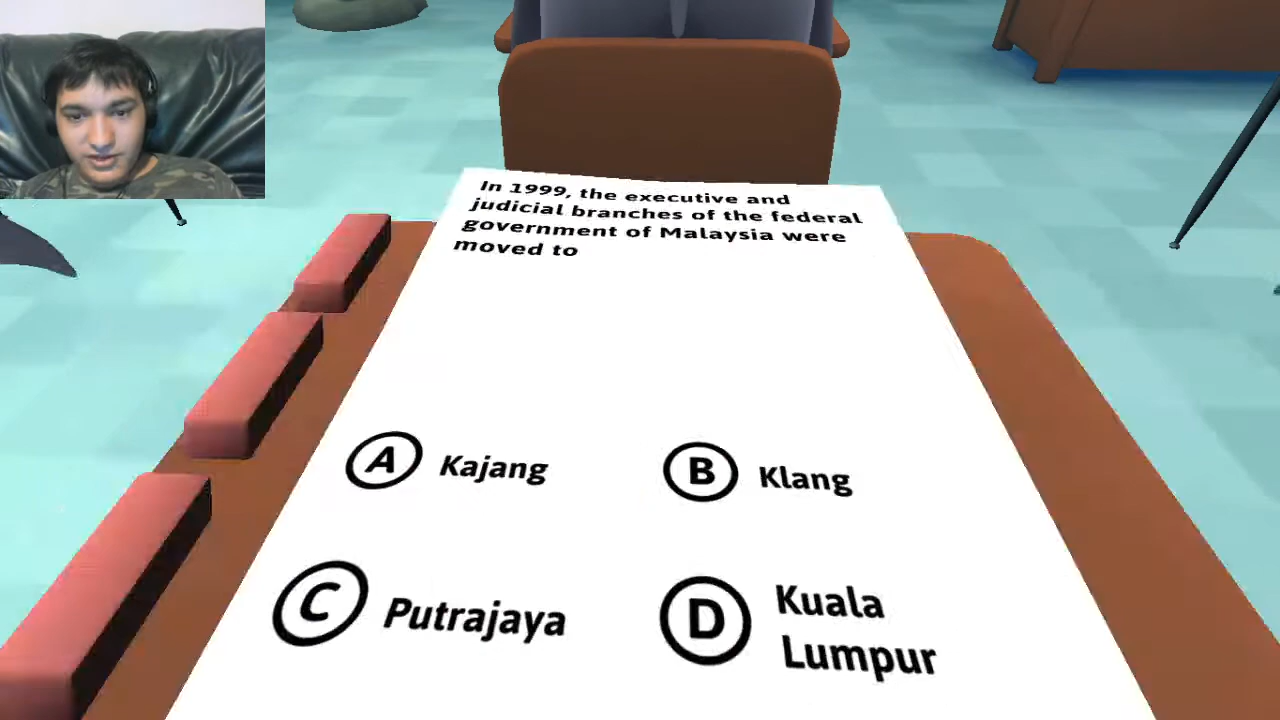 In 1999, the executive and
judicial branches of the federal
government of Malaysia were
moved to
A Kajang
B Klang
C Putrajaya
D Kuala
Lumpur